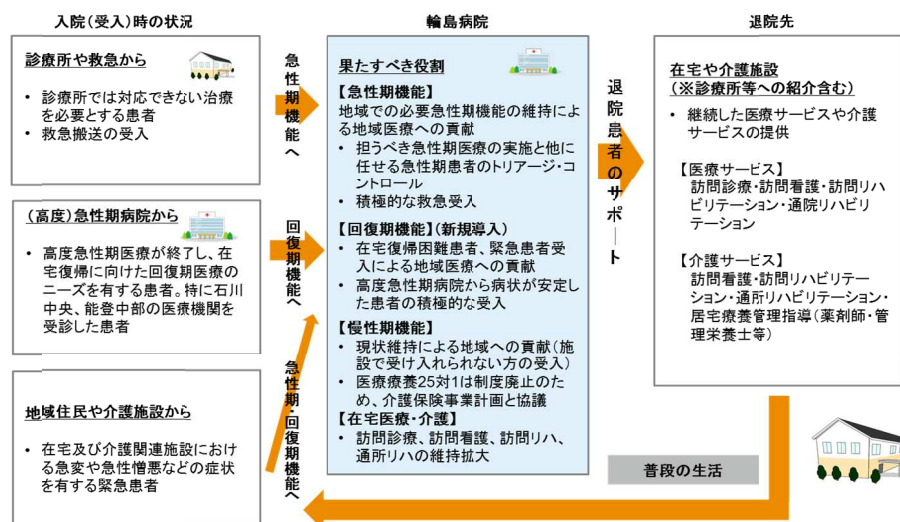 入院(受入)時の状況
診療所や救急から
• 診療所では対応できない治療
を必要とする患者
• 救急搬送の受入
(高度)急性期病院から
• 高度急性期医療が終了し、在
宅復帰に向けた回復期医療の
ニーズを有する患者。特に石川
中央、能登中部の医療機関を
受診した患者
地域住民や介護施設から
• 在宅及び介護関連施設における
急変や急性憎悪などの症状
を有する緊急患者
急性期機能へ
回復期機能へ
急性期・回復期機能へ
輪島病院
果たすべき役割
【急性期機能】
地域での必要急性期機能の維持によ
る地域医療への貢献
• 担うべき急性期医療の実施と他に
任せる急性期患者のトリアージ・コ
ントロール
• 積極的な救急受入
【回復期機能】(新規導入)
• 在宅復帰困難患者、緊急患者受
入による地域医療への貢献
• 高度急性期病院から病状が安定し
た患者の積極的な受入
【慢性期機能】
• 現状維持による地域への貢献(施
設で受け入れられない方の受入)
• 医療療養25対1は制度廃止のた
め、介護保険事業計画と協議
【在宅医療・介護】
• 訪問診療、訪問看護、訪問リハ、
通所リハの維持拡大
退院患者のサポート
退院先
在宅や介護施設
(※診療所等への紹介含む)
• 継続した医療サービスや介護
サービスの提供
【医療サービス】
訪問診療・訪問看護・訪問リハ
ビリテーション・通院リハビリ
テーション
【介護サービス】
訪問看護・訪問リハビリテー
ション・通所リハビリテーション・
居宅療養管理指導(薬剤師・管
理栄養士等)
普段の生活